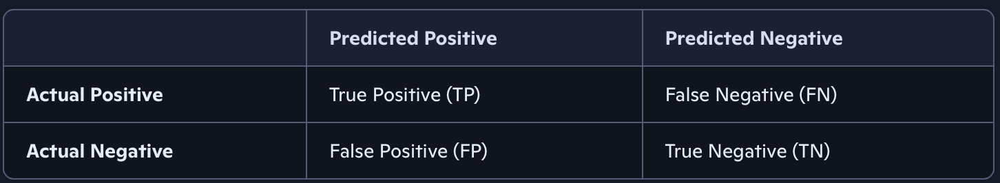 Predicted Positive Predicted Negative
Actual Positive True Positive (TP) False Negative (FN)
Actual Negative False Positive (FP) True Negative (TN)